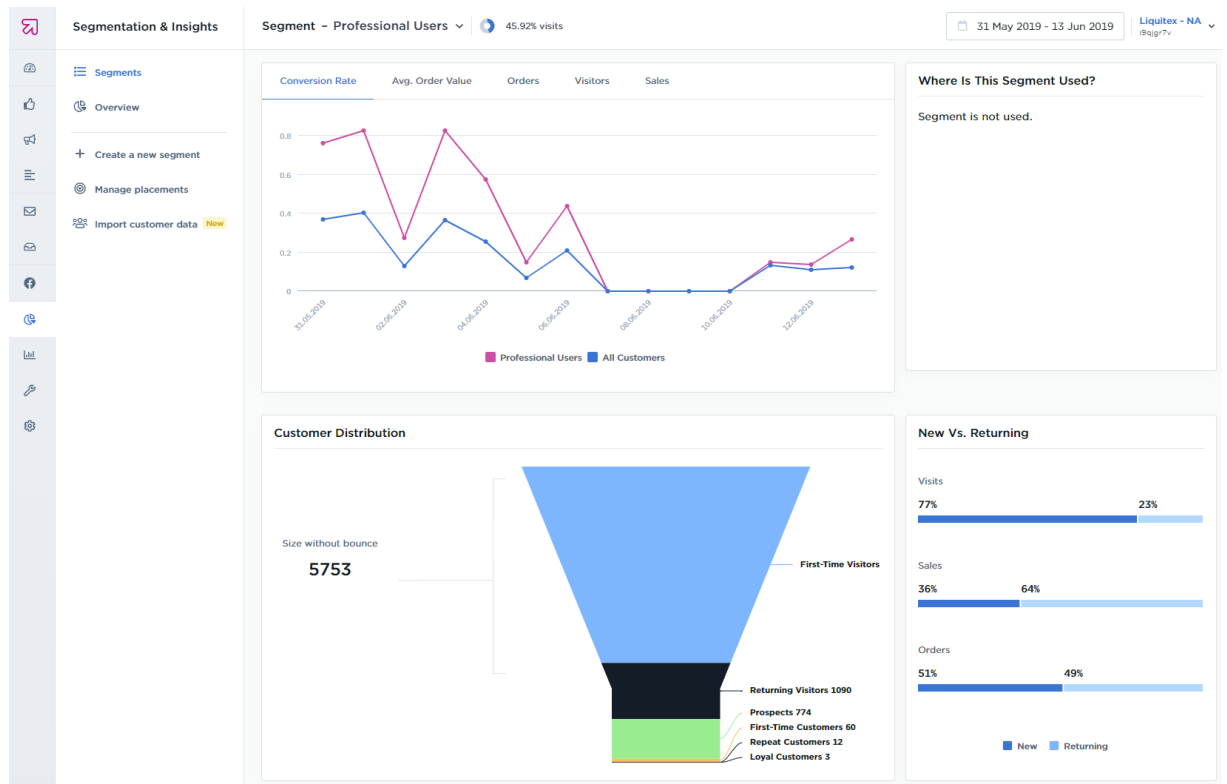 Segmentation & Insights
Segment - Professional Users
45.92% visits
31 May 2019 - 13 Jun 2019
Liquitex - NA
i9qjgr7v
Segments
Overview
Create a new segment
Manage placements
Import customer data New
Conversion Rate Avg. Order Value Orders Visitors Sales
0.8
0.6
0.4
0.2
0
31.05.2019 02.06.2019 04.06.2019 06.06.2019 08.06.2019 10.06.2019 12.06.2019
Professional Users All Customers
Where Is This Segment Used?
Segment is not used.
Customer Distribution
Size without bounce
5753
First-Time Visitors
Returning Visitors 1090
Prospects 774
First-Time Customers 60
Repeat Customers 12
Loyal Customers 3
New Vs. Returning
Visits
77% 23%
Sales
36% 64%
Orders
51% 49%
New Returning